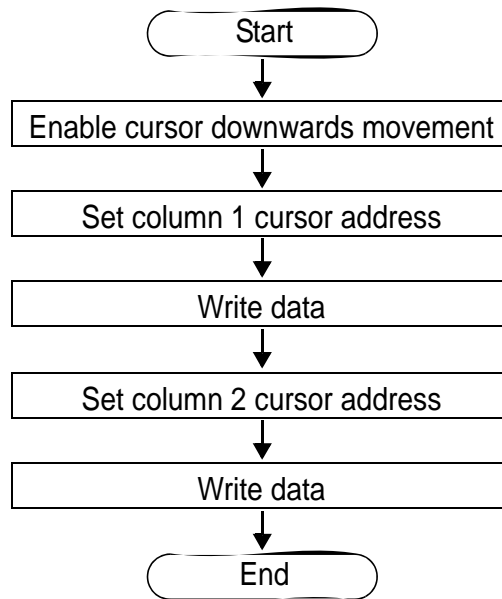 Start
Enable cursor downwards movement
Set column 1 cursor address
Write data
Set column 2 cursor address
Write data
End